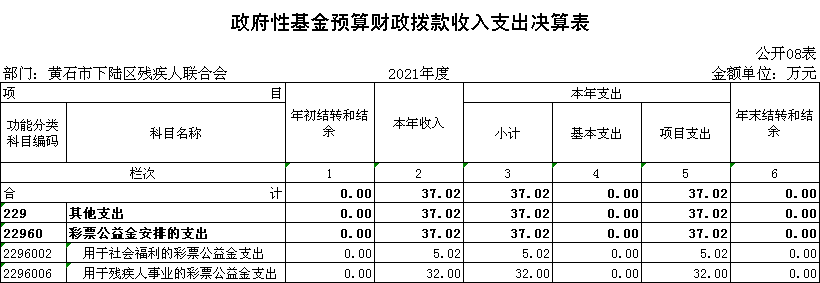 政府性基金预算财政拨款收入支出决算表
公开08表
部门：黄石市下陆区残疾人联合会 2021年度 金额单位：万元
项 目 年初结转和结余 本年收入 本年支出 年末结转和结余
功能分类科目编码 科目名称 小计 基本支出 项目支出
栏次 1 2 3 4 5 6
合 计 0.00 37.02 37.02 0.00 37.02 0.00
229 其他支出 0.00 37.02 37.02 0.00 37.02 0.00
22960 彩票公益金安排的支出 0.00 37.02 37.02 0.00 37.02 0.00
2296002 用于社会福利的彩票公益金支出 0.00 5.02 5.02 0.00 5.02 0.00
2296006 用于残疾人事业的彩票公益金支出 0.00 32.00 32.00 0.00 32.00 0.00